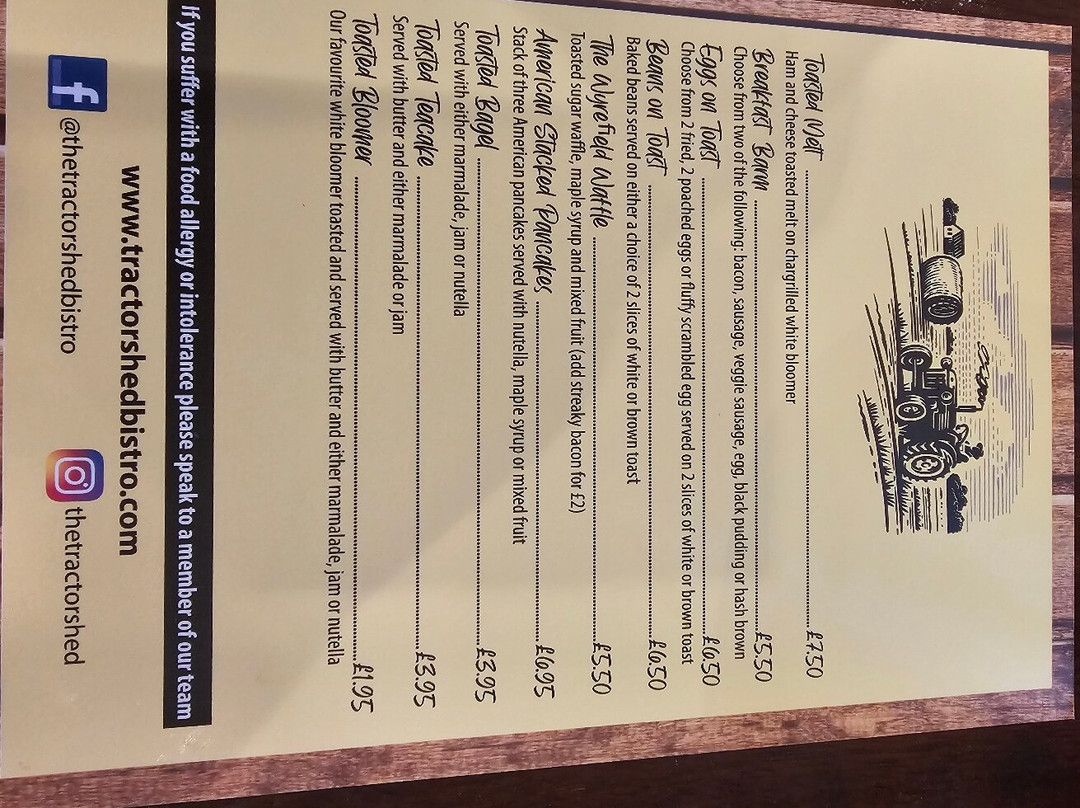 Toasted Melt £7.50
Ham and cheese toasted melt on chargrilled white bloomer
Breakfast Barm £5.50
Choose from two of the following: bacon, sausage, veggie sausage, egg, black pudding or hash brown
Eggs on Toast £6.50
Choose from 2 fried, 2 poached eggs or fluffy scrambled egg served on 2 slices of white or brown toast
Beans on Toast £6.50
Baked beans served on either a choice of 2 slices of white or brown toast
The Wyrefield Waffle £5.50
Toasted sugar waffle, maple syrup and mixed fruit (add streaky bacon for £2)
American Stacked Pancakes £6.95
Stack of three American pancakes served with nutella, maple syrup or mixed fruit
Toasted Bagel £3.95
Served with either marmalade, jam or nutella
Toasted Teacake £3.95
Served with butter and either marmalade or jam
Toasted Bloomer £1.95
Our favourite white bloomer toasted and served with butter and either marmalade, jam or nutella
If you suffer with a food allergy or intolerance please speak to a member of our team
www.tractorshedbistro.com
f @thetractorshedbistro thetractorshed